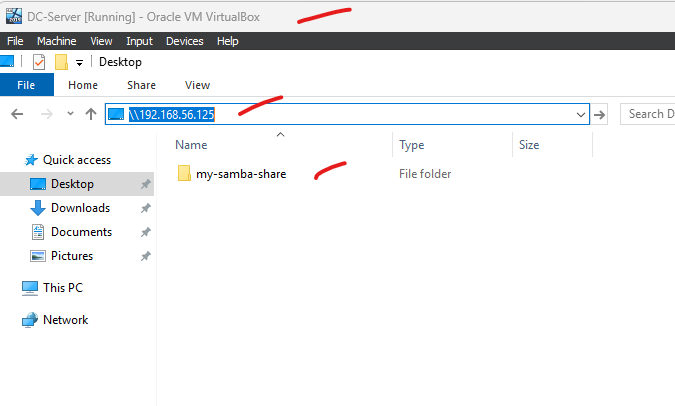 DC-Server [Running] - Oracle VM VirtualBox
File Machine View Input Devices Help
Desktop
File Home Share View
\\192.168.56.125 Search D
Name Type Size
Quick access
my-samba-share File folder
Desktop
Downloads
Documents
Pictures
This PC
Network